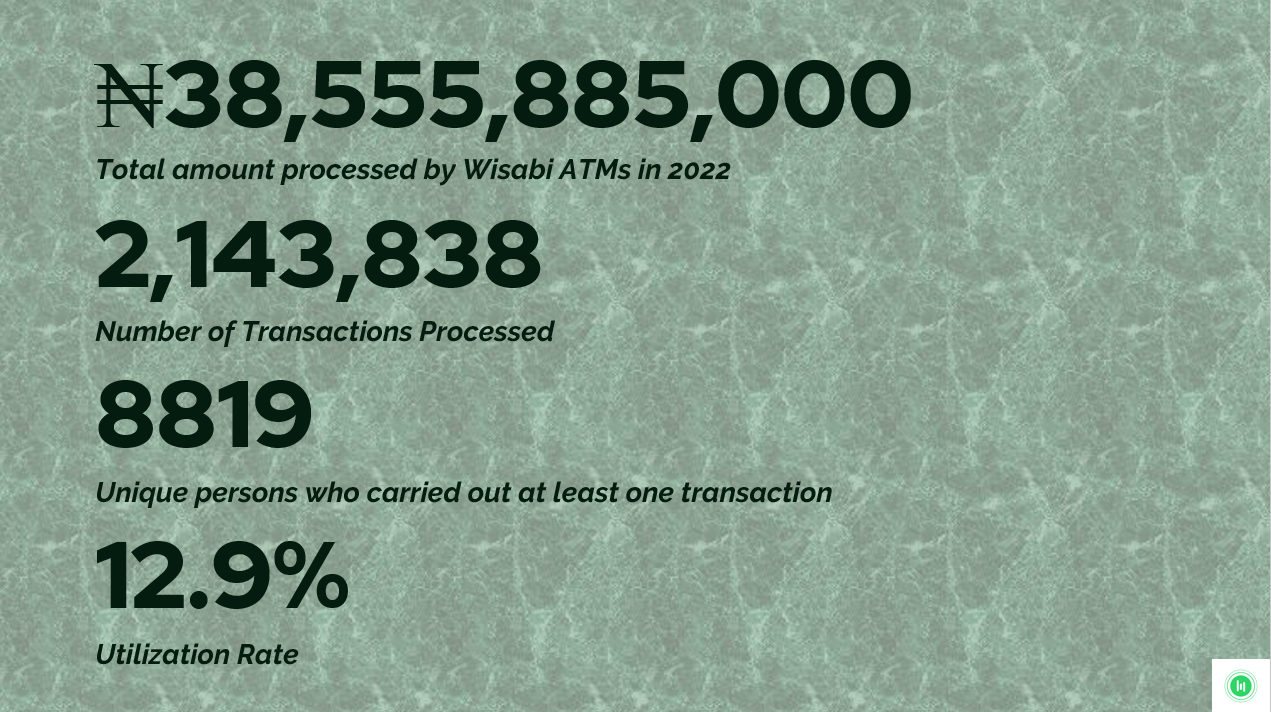 ₦38,555,885,000
Total amount processed by Wisabi ATMs in 2022
2,143,838
Number of Transactions Processed
8819
Unique persons who carried out at least one transaction
12.9%
Utilization Rate